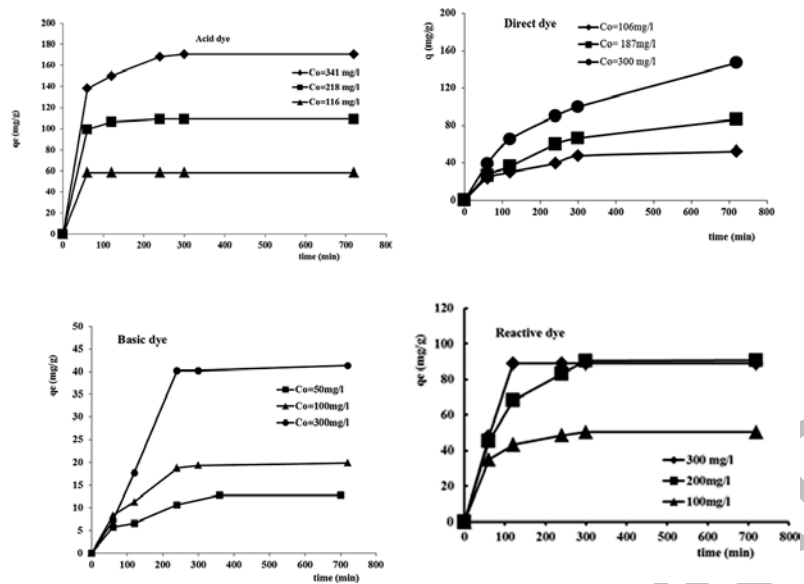 Acid dye
qe (mg/g)
200
180
160
140
120
100
80
60
40
20
0
Co=341 mg/l
Co=218 mg/l
Co=116 mg/l
0 100 200 300 400 500 600 700 80
time (min)
Direct dye
q (mg/g)
200
160
120
80
40
0
Co=106mg/l
Co= 187mg/l
Co=300 mg/l
0 100 200 300 400 500 600 700 800
time (min)
Basic dye
qe (mg/g)
50
45
40
35
30
25
20
15
10
5
0
Co=50mg/l
Co=100mg/l
Co=300mg/l
0 100 200 300 400 500 600 700 800
time (min)
Reactive dye
qe (mg/g)
120
100
80
60
40
20
0
300 mg/l
200mg/l
100mg/l
0 100 200 300 400 500 600 700 800
time (min)